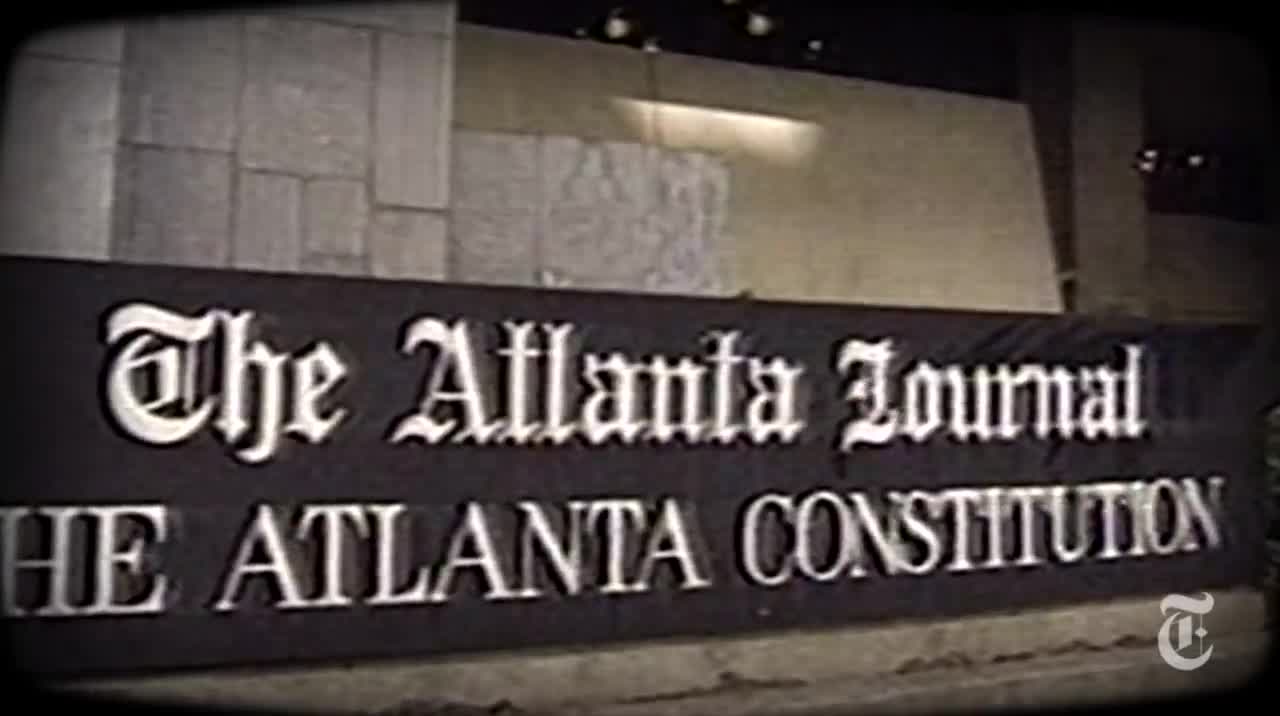 The Atlanta Journal
HE ATLANTA CONSTITUTION
T